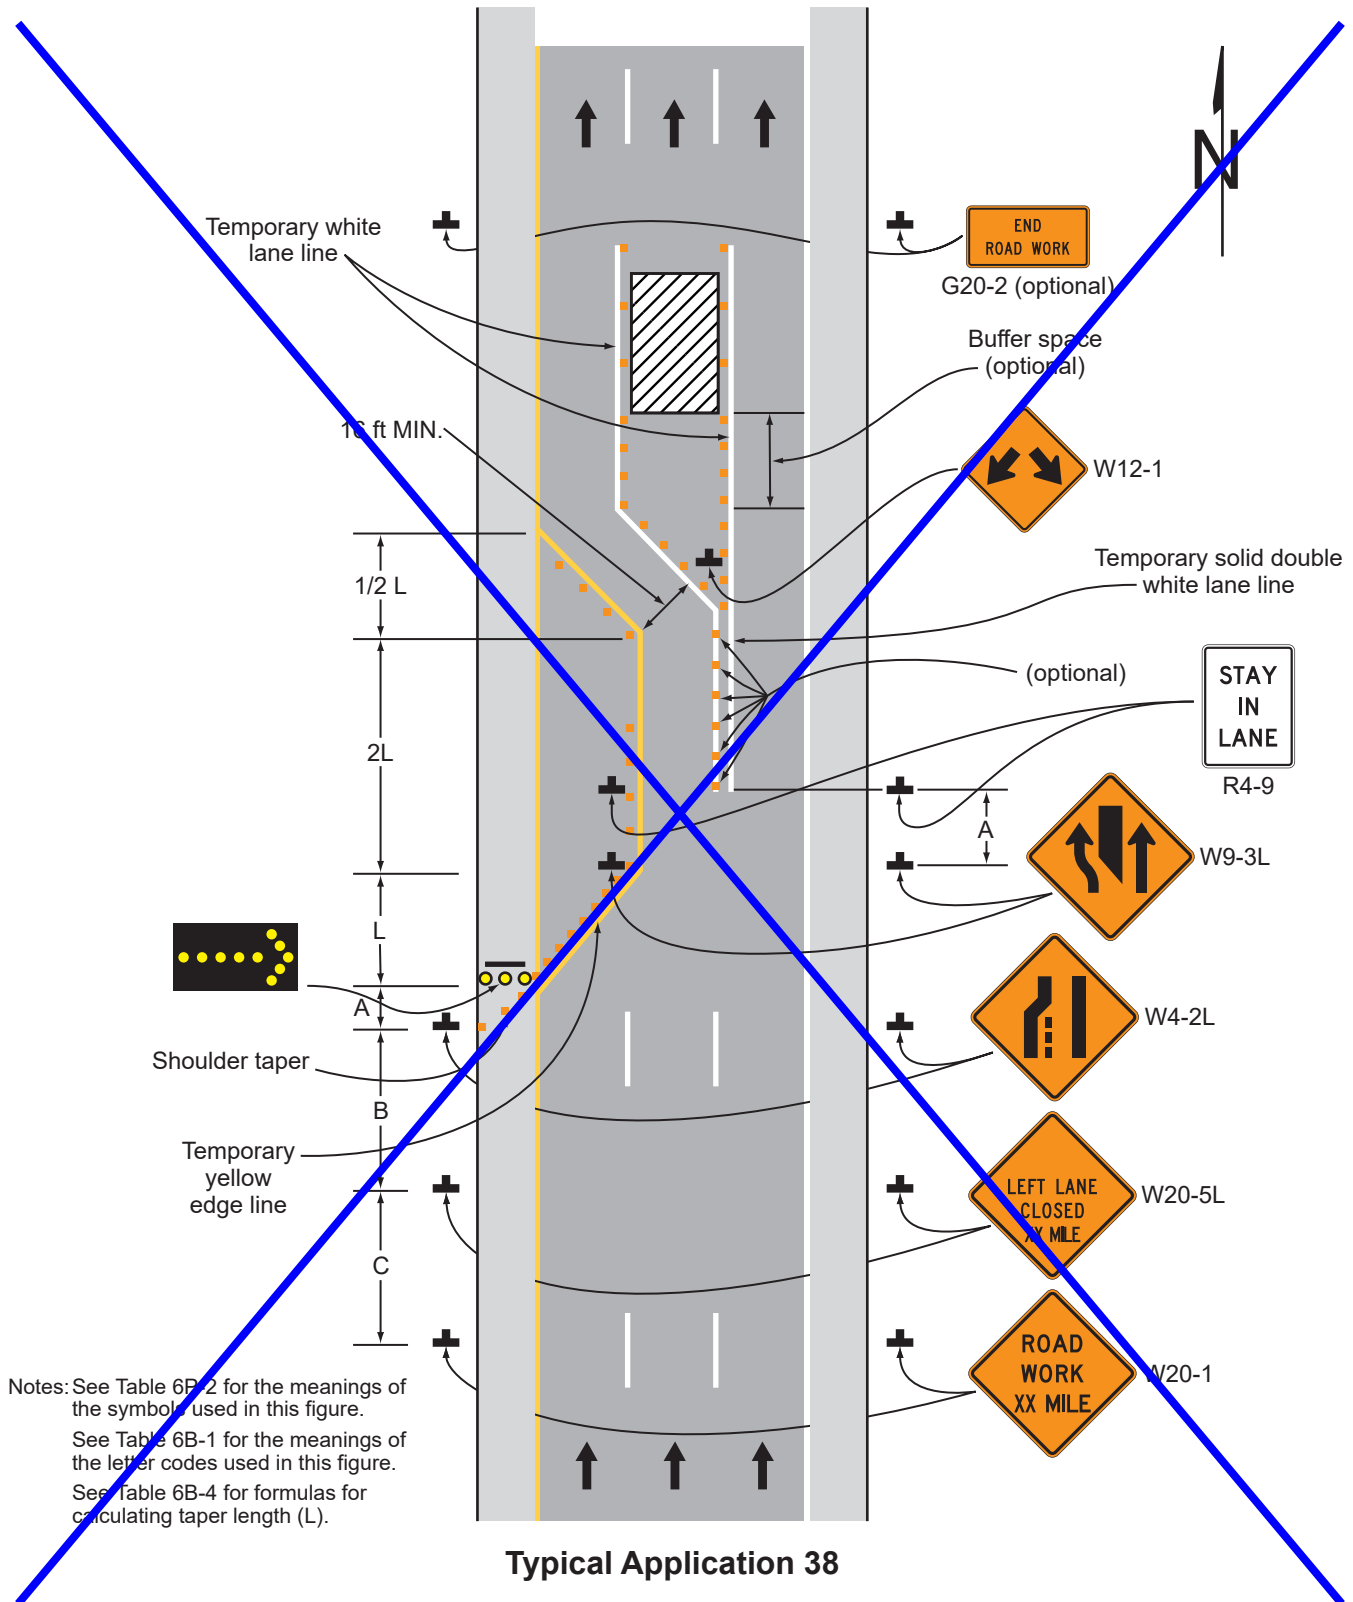 N
Temporary white
lane line
END
ROAD WORK
G20-2 (optional)
Buffer space
(optional)
16 ft MIN.
W12-1
Temporary solid double
white lane line
1/2 L
(optional)
STAY
IN
LANE
R4-9
2L
A
W9-3L
L
A
W4-2L
Shoulder taper
B
Temporary
yellow
edge line
LEFT LANE
CLOSED
XX MILE
W20-5L
C
ROAD
WORK
XX MILE
W20-1
Notes: See Table 6P-2 for the meanings of
the symbols used in this figure.
See Table 6B-1 for the meanings of
the letter codes used in this figure.
See Table 6B-4 for formulas for
calculating taper length (L).
Typical Application 38